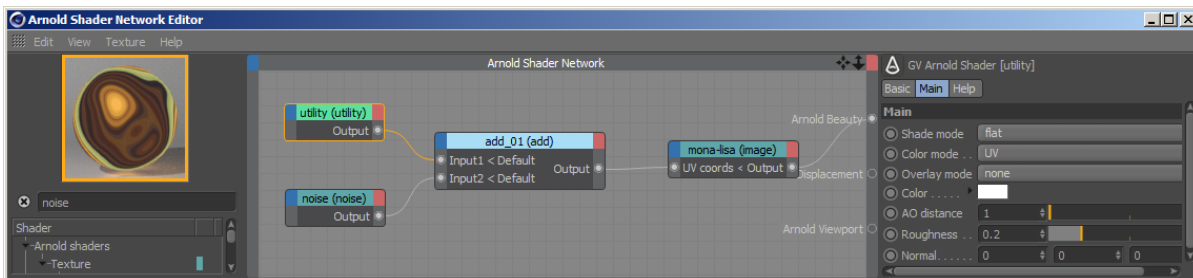 Arnold Shader Network Editor
Edit View Texture Help
noise
Shader
Arnold shaders
Texture
Arnold Shader Network
utility (utility)
Output
add_01 (add)
Input1 < Default
Input2 < Default
Output
noise (noise)
Output
mona-lisa (image)
UV coords < Output
Arnold Beauty
Displacement
Arnold Viewport
GV Arnold Shader [utility]
Basic Main Help
Main
Shade mode flat
Color mode . . UV
Overlay mode none
Color . . . . .
AO distance 1
Roughness . . 0.2
Normal. . . . . . 0 0 0